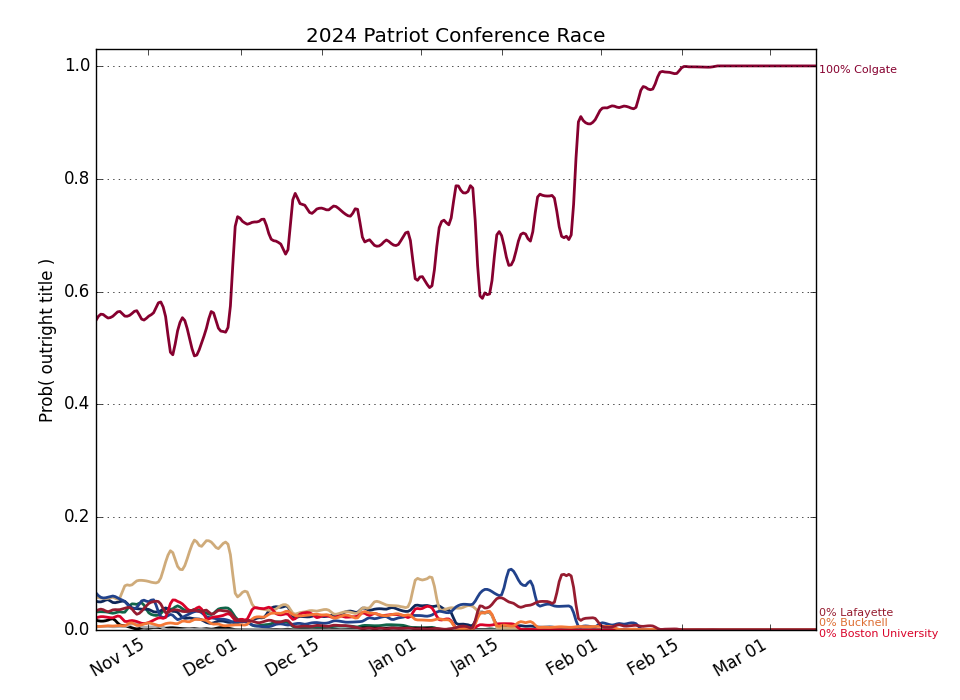 2024 Patriot Conference Race
Prob( outright title )
1.0
0.8
0.6
0.4
0.2
0.0
Nov 15
Dec 01
Dec 15
Jan 01
Jan 15
Feb 01
Feb 15
Mar 01
100% Colgate
0% Lafayette
0% Bucknell
0% Boston University